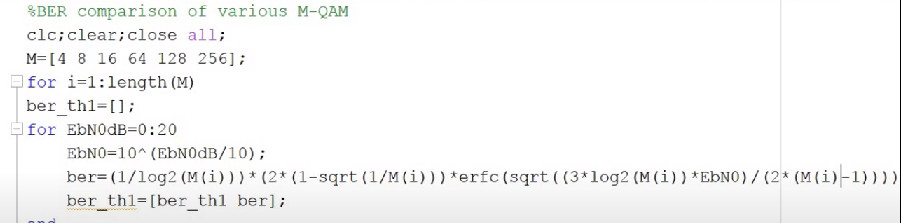 %BER comparison of various M-QAM
clc;clear;close all;
M=[4 8 16 64 128 256];
for i=1:length(M)
ber_th1=[];
for EbN0dB=0:20
EbN0=10^(EbN0dB/10);
ber=(1/log2(M(i)))*(2*(1-sqrt(1/M(i)))*erfc(sqrt((3*log2(M(i))*EbN0)/(2*(M(i)-1))))
ber_th1=[ber_th1 ber];
end